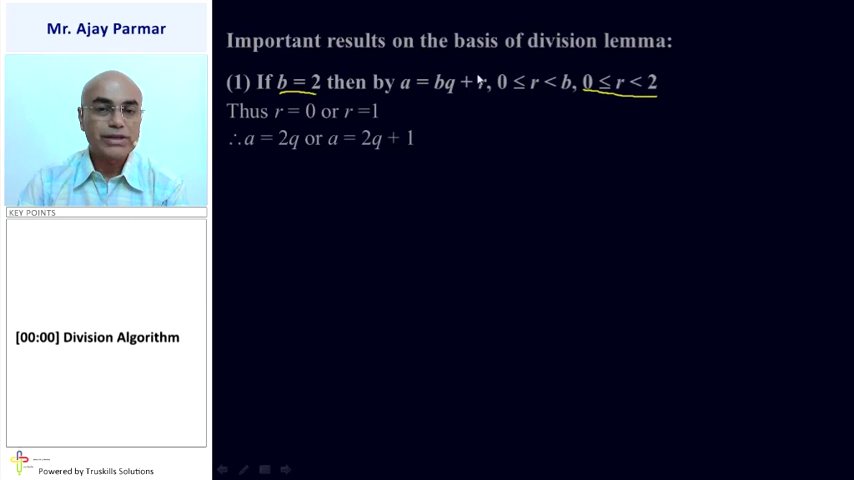 Mr. Ajay Parmar
KEY POINTS
[00:00] Division Algorithm
Powered by Truskills Solutions
Important results on the basis of division lemma:
(1) If b = 2 then by a = bq + r, 0 ≤ r < b, 0 ≤ r < 2
Thus r = 0 or r =1
∴a = 2q or a = 2q + 1